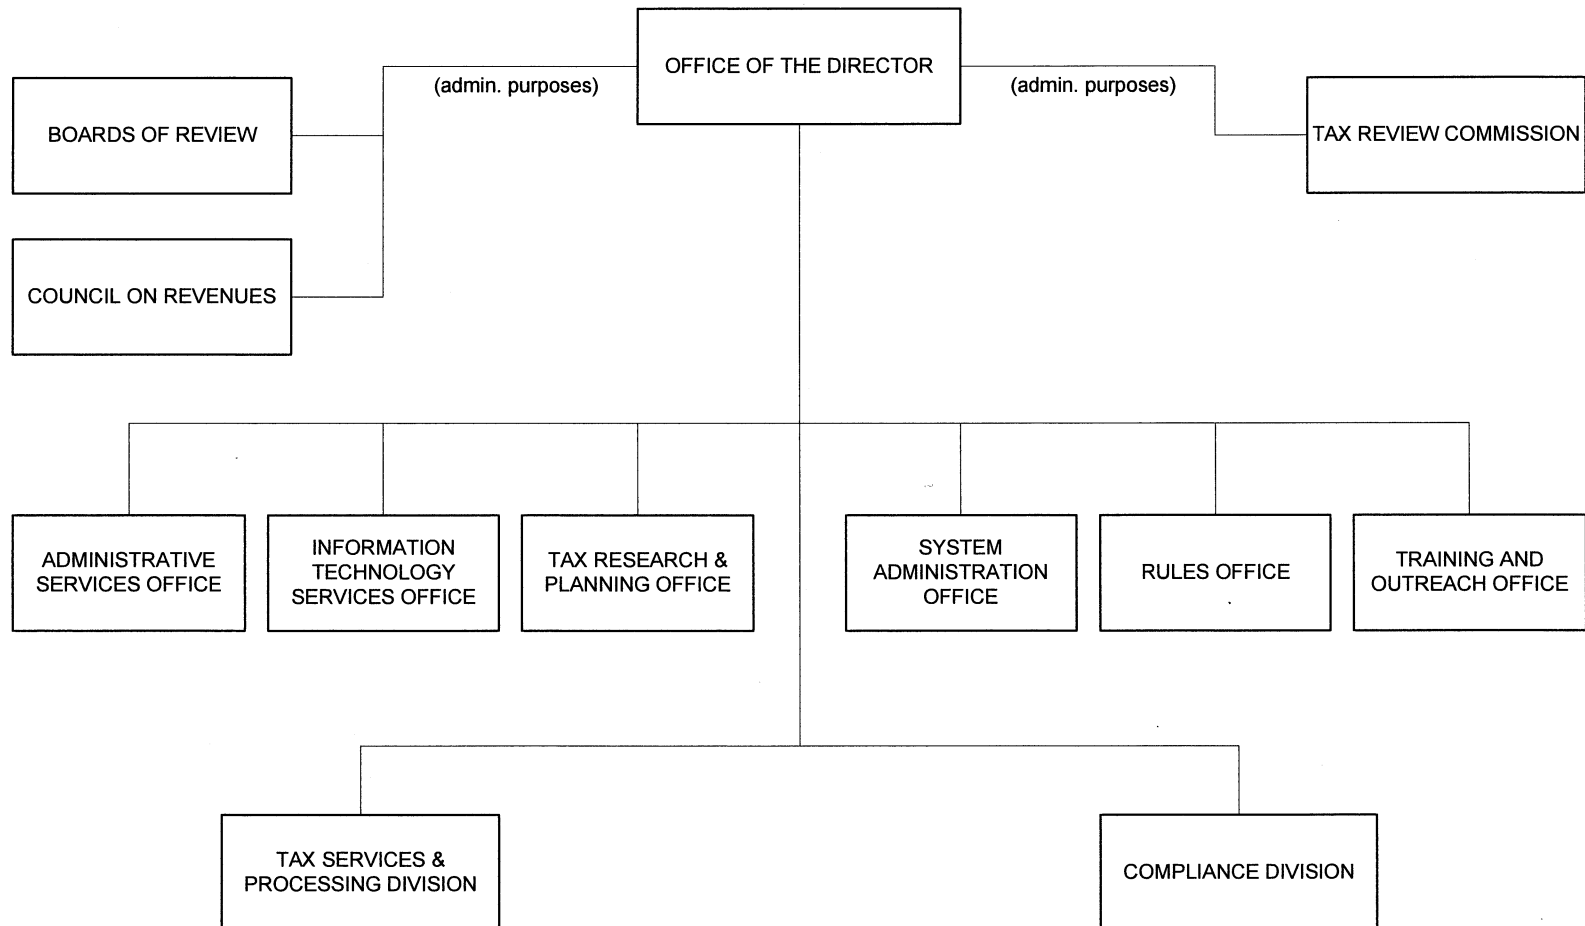 OFFICE OF THE DIRECTOR
(admin. purposes)
(admin. purposes)
BOARDS OF REVIEW
TAX REVIEW COMMISSION
COUNCIL ON REVENUES
ADMINISTRATIVE
SERVICES OFFICE
INFORMATION
TECHNOLOGY
SERVICES OFFICE
TAX RESEARCH &
PLANNING OFFICE
SYSTEM
ADMINISTRATION
OFFICE
RULES OFFICE
TRAINING AND
OUTREACH OFFICE
TAX SERVICES &
PROCESSING DIVISION
COMPLIANCE DIVISION